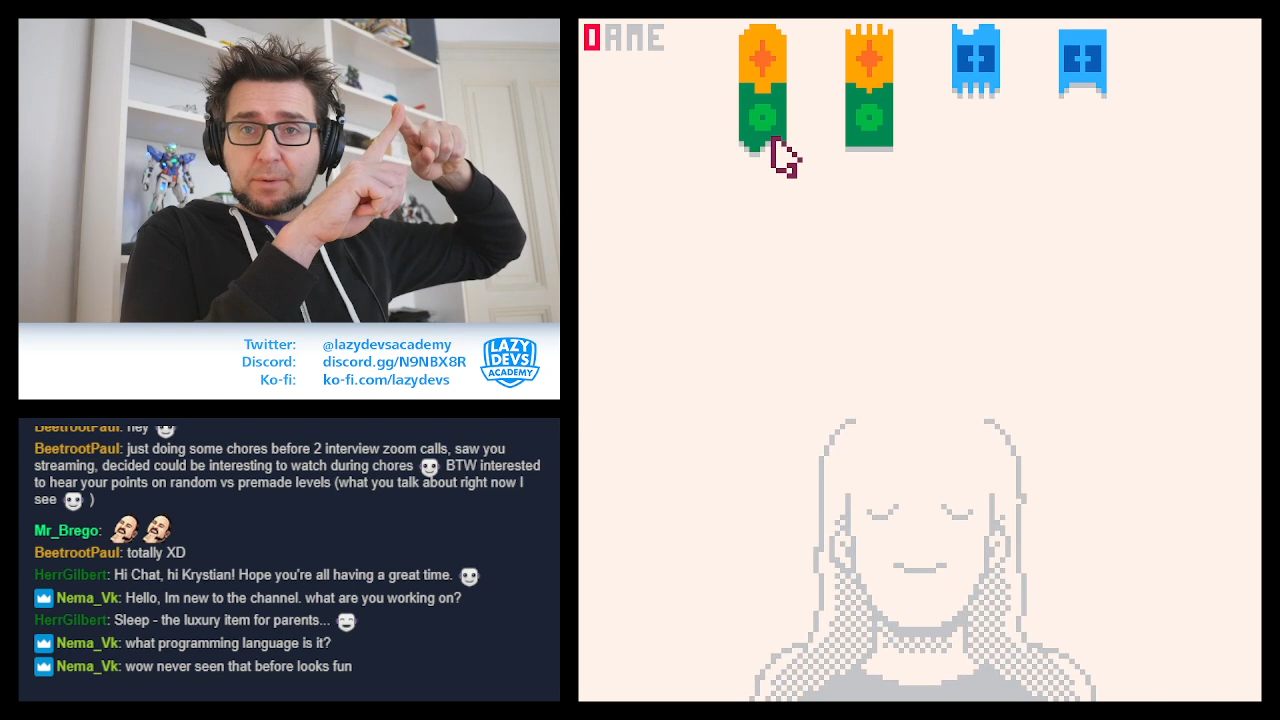 DAME
Twitter: @lazydevsacademy
Discord: discord.gg/N9NBX8R
Ko-fi: ko-fi.com/lazydevs
LAZY
DEVS
ACADEMY
BeetrootPaul: hey
BeetrootPaul: just doing some chores before 2 interview zoom calls, saw you
streaming, decided could be interesting to watch during chores BTW interested
to hear your points on random vs premade levels (what you talk about right now I
see )
Mr_Brego:
BeetrootPaul: totally XD
HerrGilbert: Hi Chat, hi Krystian! Hope you're all having a great time.
Nema_Vk: Hello, Im new to the channel. what are you working on?
HerrGilbert: Sleep - the luxury item for parents...
Nema_Vk: what programming language is it?
Nema_Vk: wow never seen that before looks fun